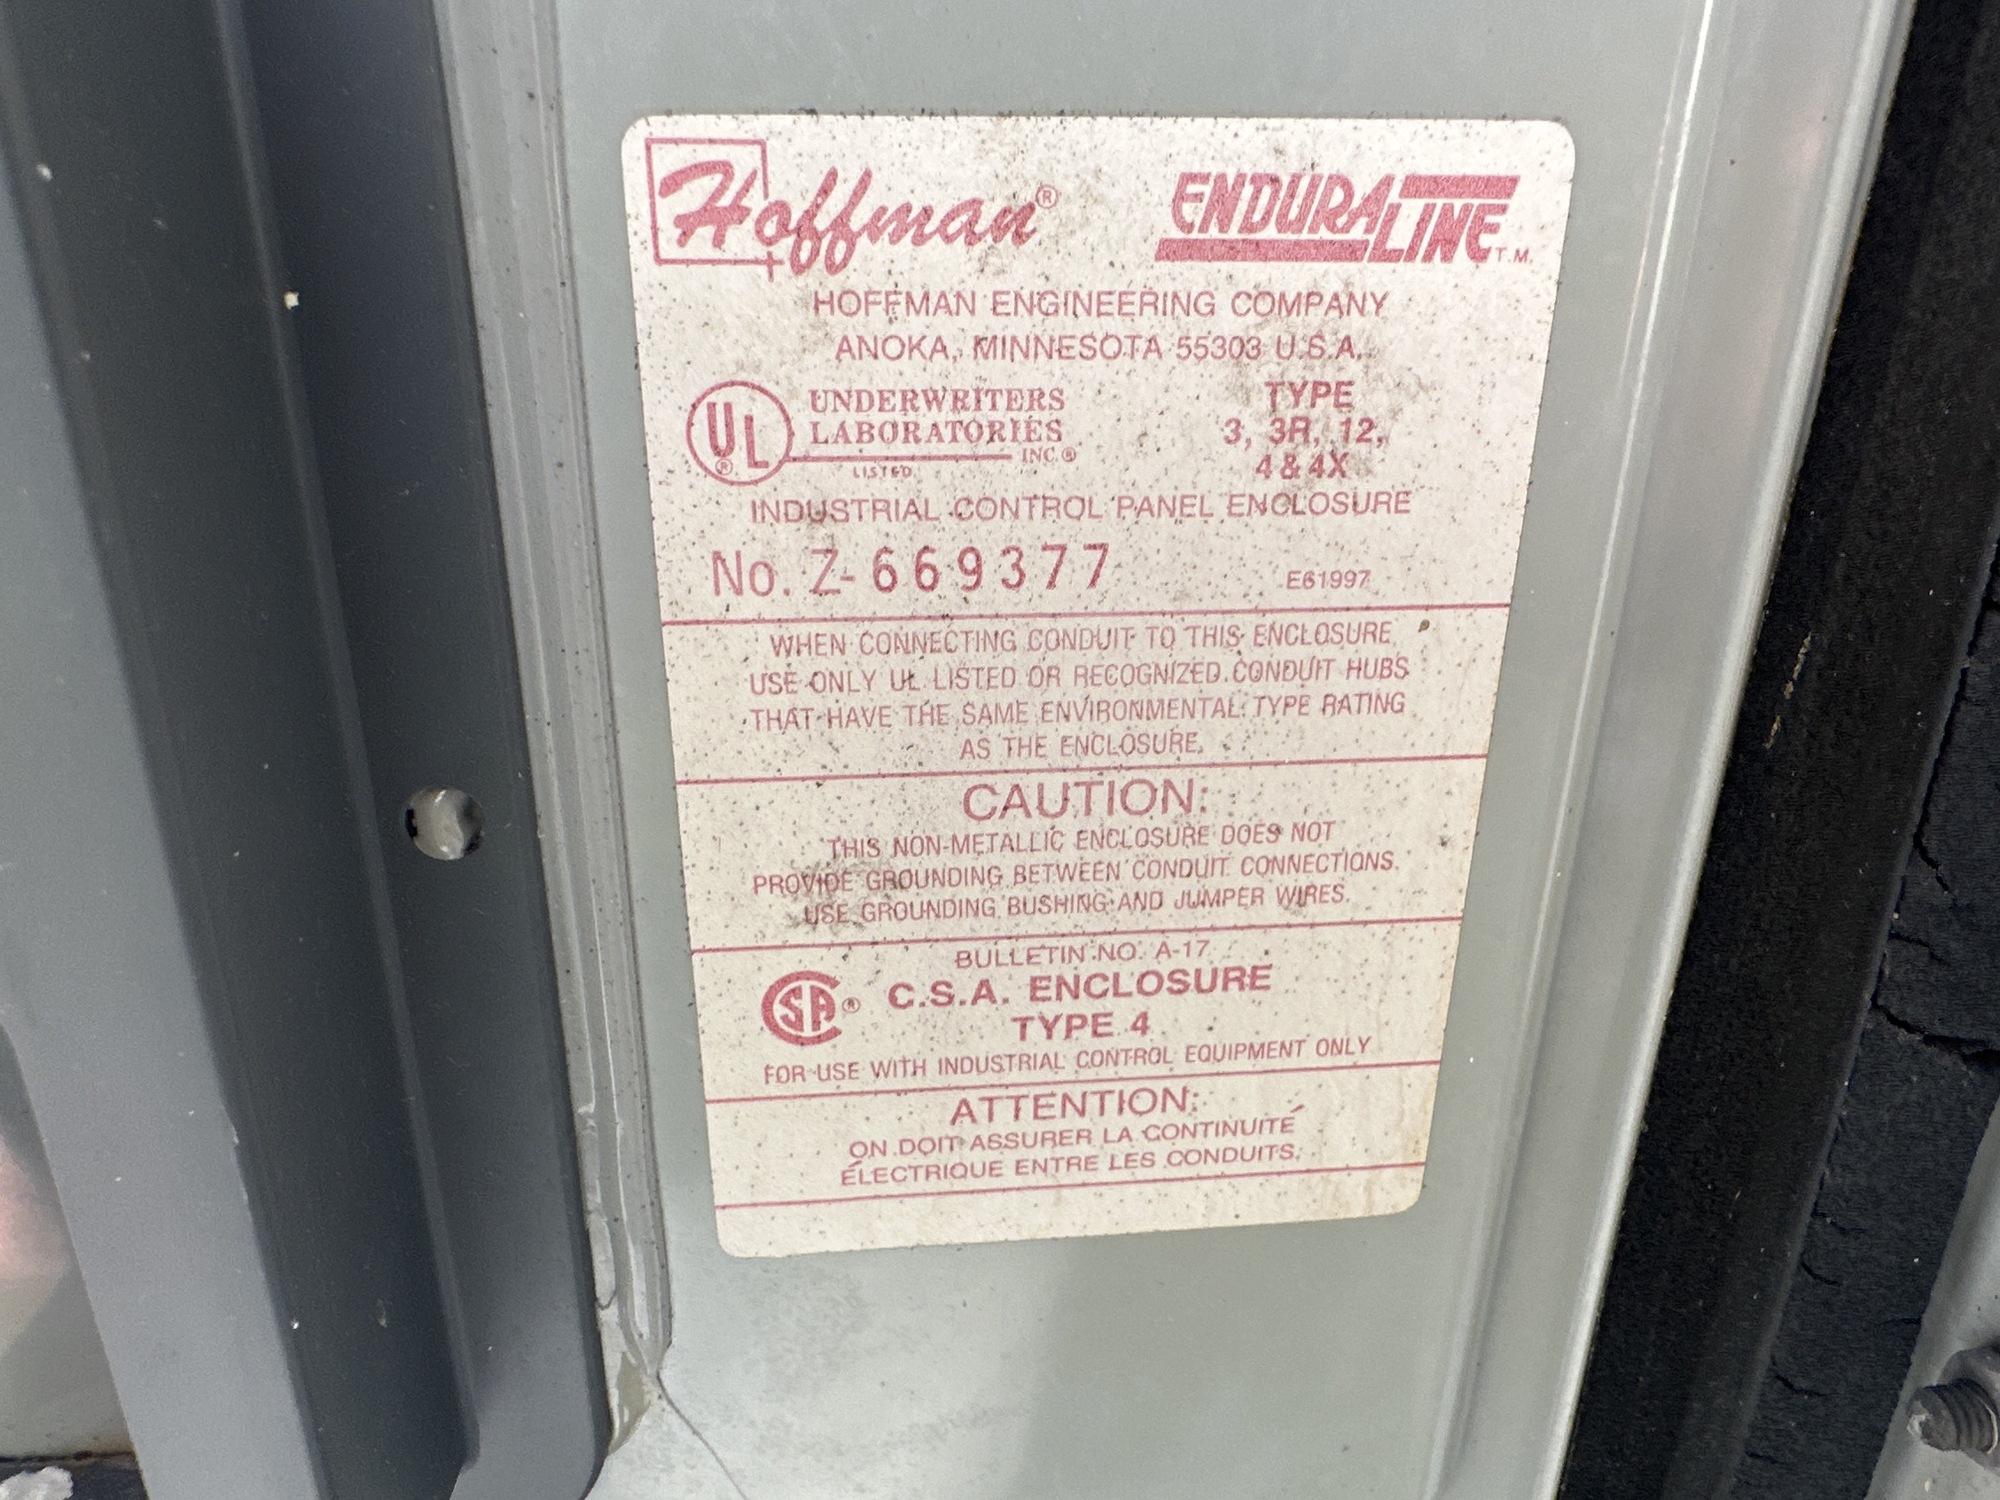 Hoffman®
ENDURALINE T.M.
HOFFMAN ENGINEERING COMPANY
ANOKA, MINNESOTA 55303 U.S.A.
UL® UNDERWRITERS
LABORATORIES
INC.®
LISTED
TYPE
3, 3R, 12,
4 & 4X
INDUSTRIAL CONTROL PANEL ENCLOSURE
No. Z-669377
E61997
WHEN CONNECTING CONDUIT TO THIS ENCLOSURE
USE ONLY UL LISTED OR RECOGNIZED CONDUIT HUBS
THAT HAVE THE SAME ENVIRONMENTAL TYPE RATING
AS THE ENCLOSURE.
CAUTION:
THIS NON-METALLIC ENCLOSURE DOES NOT
PROVIDE GROUNDING BETWEEN CONDUIT CONNECTIONS.
USE GROUNDING BUSHING AND JUMPER WIRES.
BULLETIN NO. A-17
CSA® C.S.A. ENCLOSURE
TYPE 4
FOR USE WITH INDUSTRIAL CONTROL EQUIPMENT ONLY
ATTENTION:
ON DOIT ASSURER LA CONTINUITÉ
ÉLECTRIQUE ENTRE LES CONDUITS.